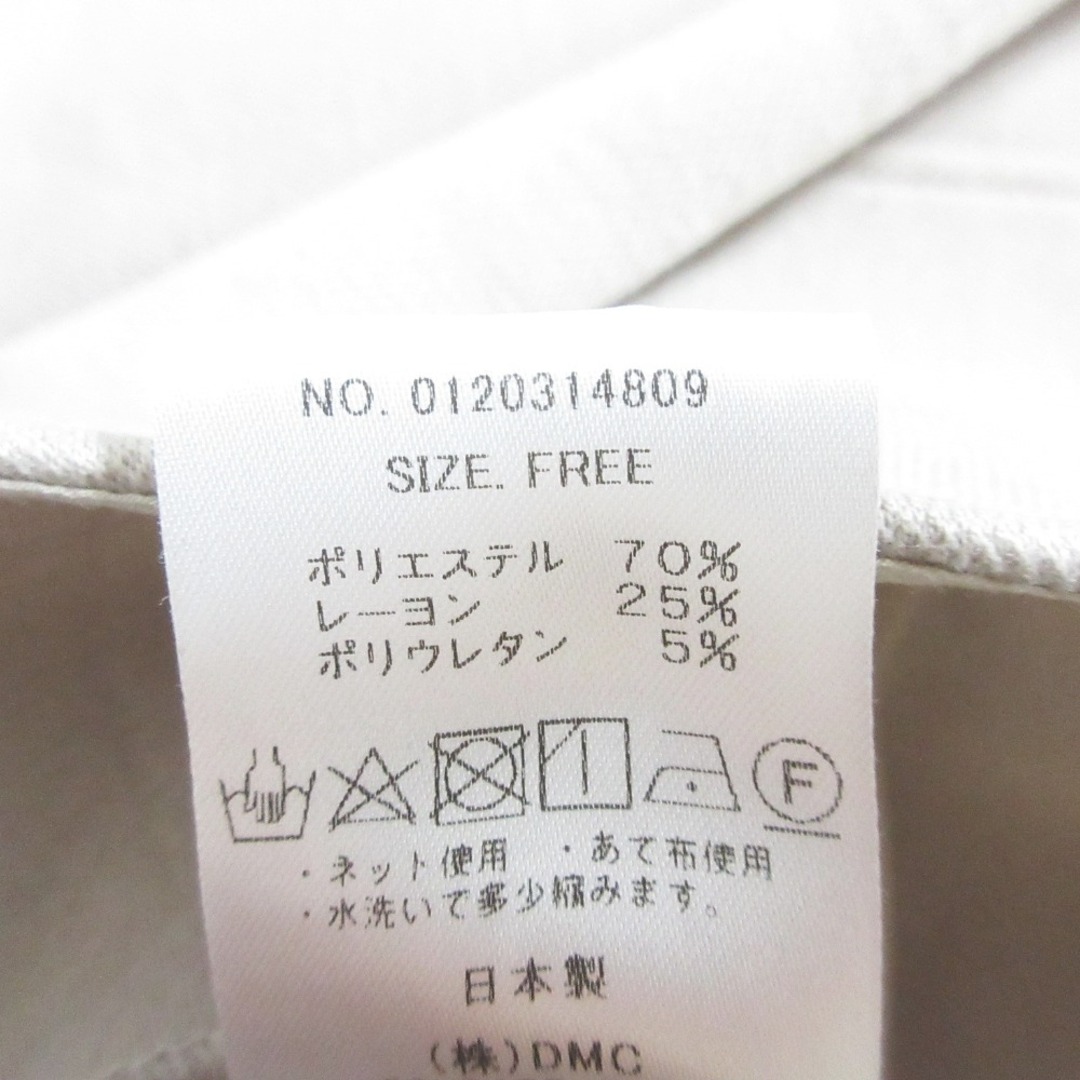 NO. 0120314809
SIZE. FREE
ポリエステル 70%
レーヨン 25%
ポリウレタン 5%
F
・ネット使用 ・あて布使用
・水洗いで多少縮みます。
日本製
(株)DMC